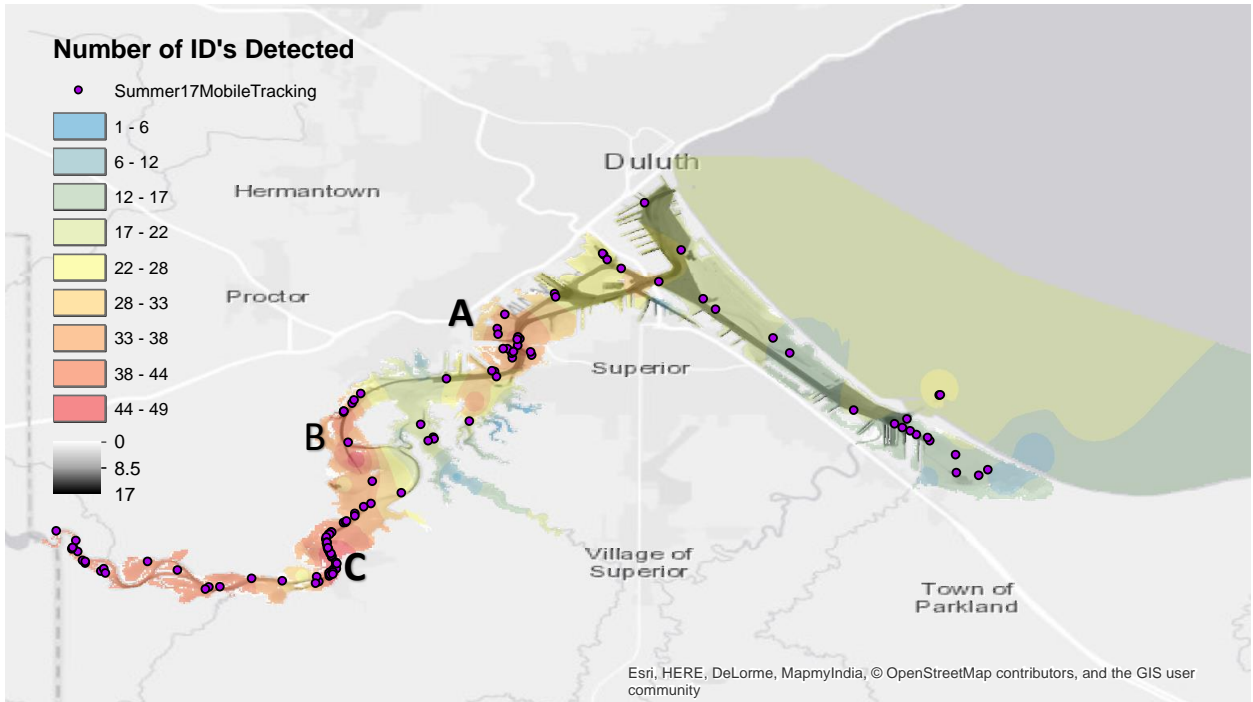 Number of ID's Detected
Summer17MobileTracking
1 - 6
6 - 12
12 - 17
17 - 22
22 - 28
28 - 33
33 - 38
38 - 44
44 - 49
0
8.5
17
Duluth
Hermantown
Proctor
A
Superior
B
C
Village of
Superior
Town of
Parkland
Esri, HERE, DeLorme, MapmyIndia, © OpenStreetMap contributors, and the GIS user
community